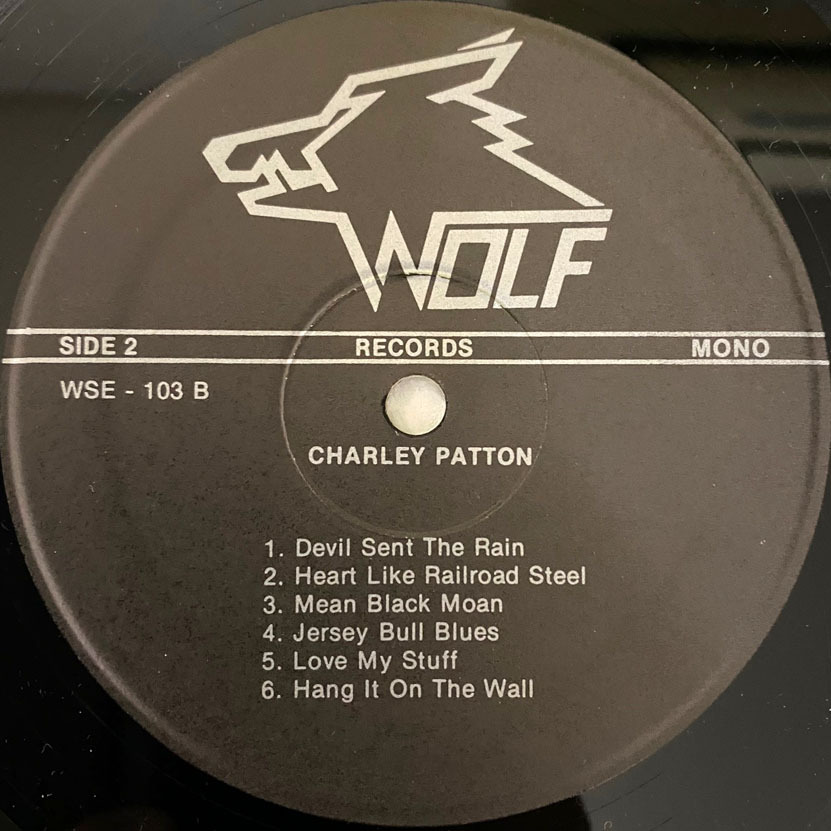 WOLF
SIDE 2 RECORDS MONO
WSE - 103 B
CHARLEY PATTON
1. Devil Sent The Rain
2. Heart Like Railroad Steel
3. Mean Black Moan
4. Jersey Bull Blues
5. Love My Stuff
6. Hang It On The Wall